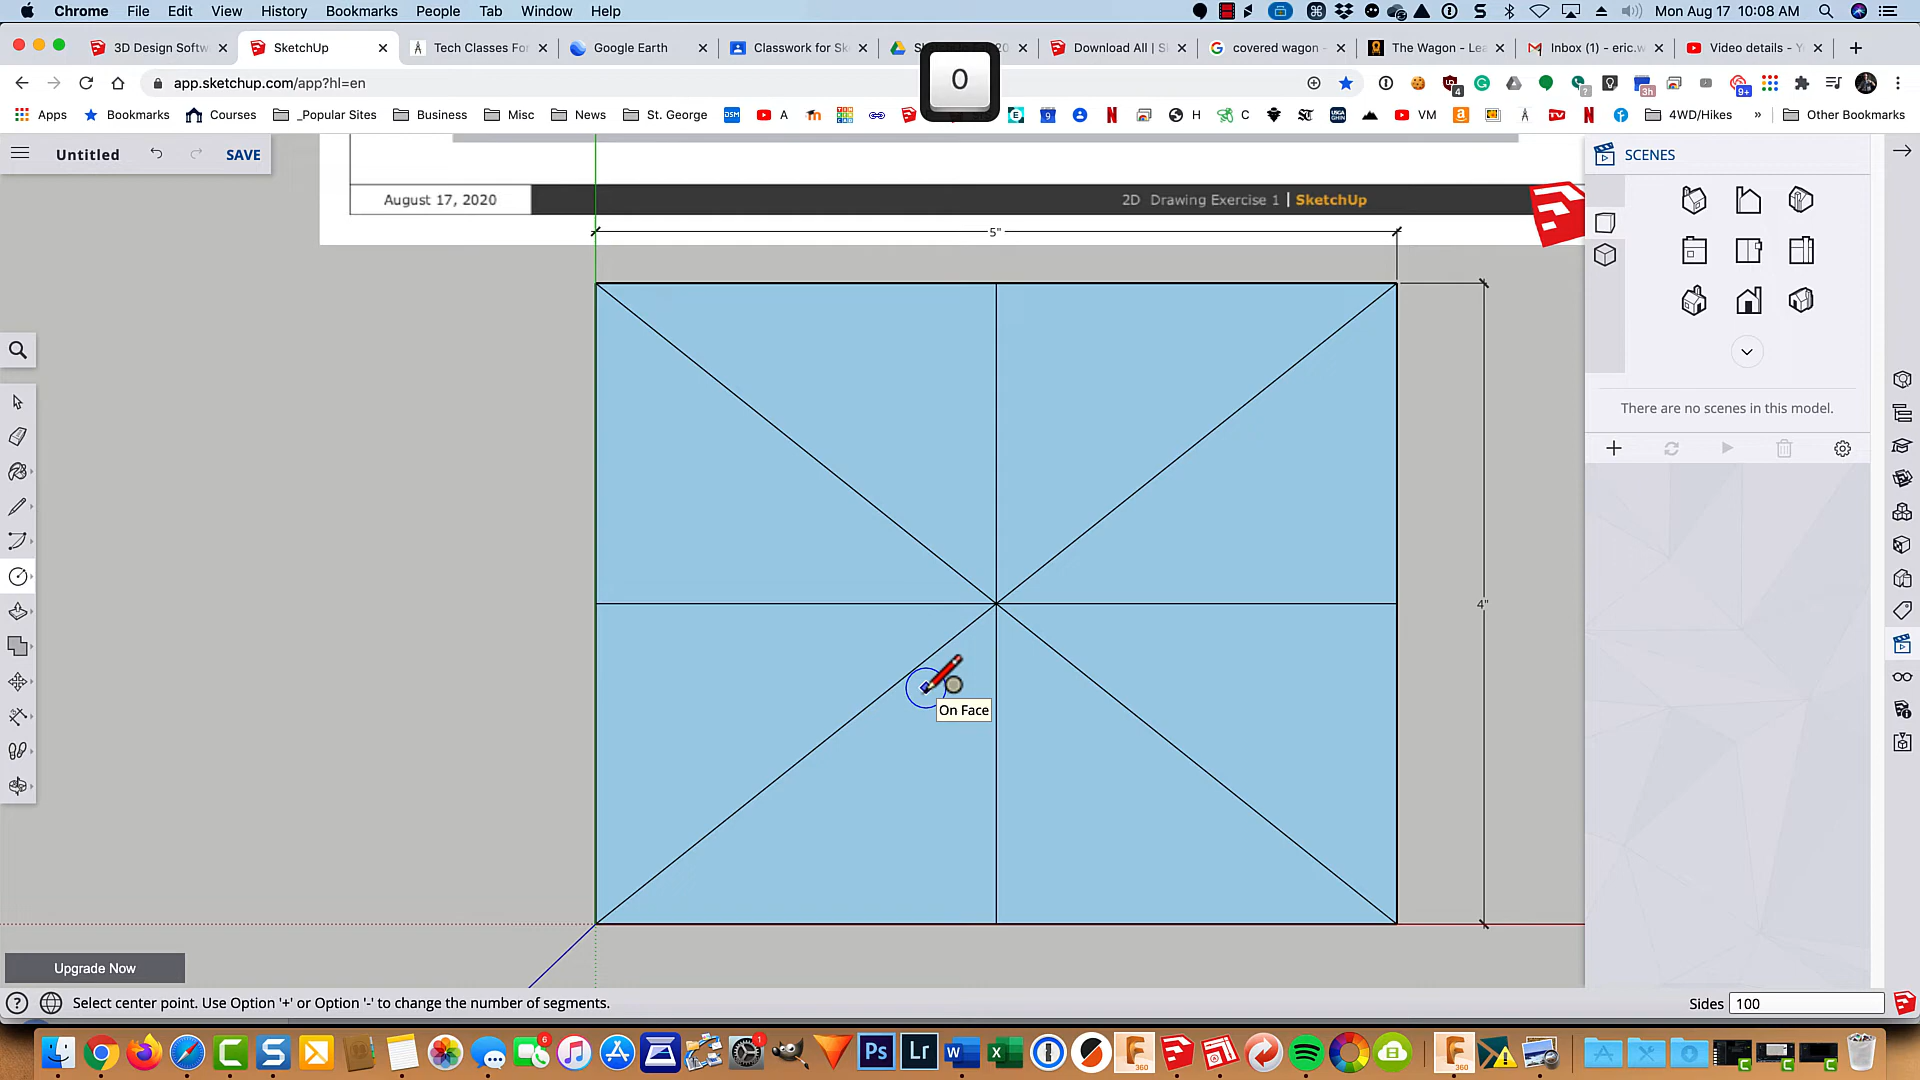 Chrome File Edit View History Bookmarks People Tab Window Help Mon Aug 17 10:08 AM
3D Design Softw SketchUp Tech Classes For Google Earth Classwork for Sk Download All | S covered wagon - The Wagon - Lea Inbox (1) - eric.w Video details - Y
0
app.sketchup.com/app?hl=en
Apps Bookmarks Courses _Popular Sites Business Misc News St. George A H C VM 4WD/Hikes » Other Bookmarks
Untitled SAVE
SCENES
August 17, 2020 2D Drawing Exercise 1 | SketchUp
5"
There are no scenes in this model.
4"
On Face
Upgrade Now
Select center point. Use Option '+' or Option '-' to change the number of segments. Sides 100